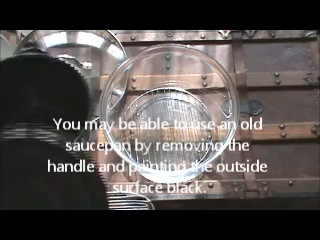 You may be able to use an old
saucepan by removing the
handle and painting the outside
surface black.